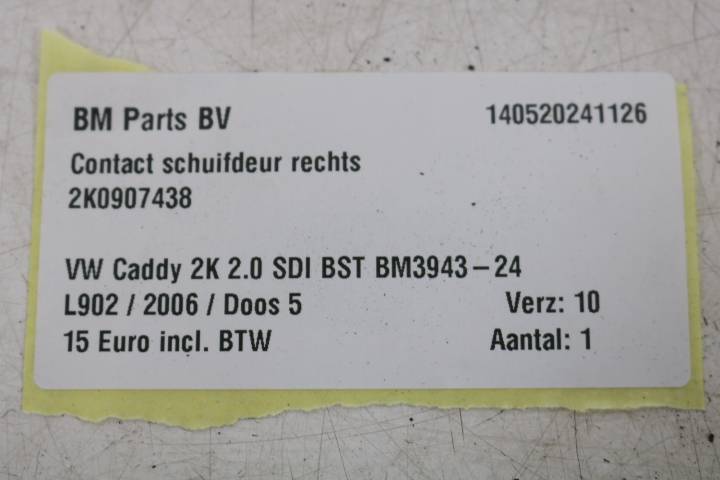 BM Parts BV 140520241126
Contact schuifdeur rechts
2K0907438
VW Caddy 2K 2.0 SDI BST BM3943-24
L902 / 2006 / Doos 5 Verz: 10
15 Euro incl. BTW Aantal: 1